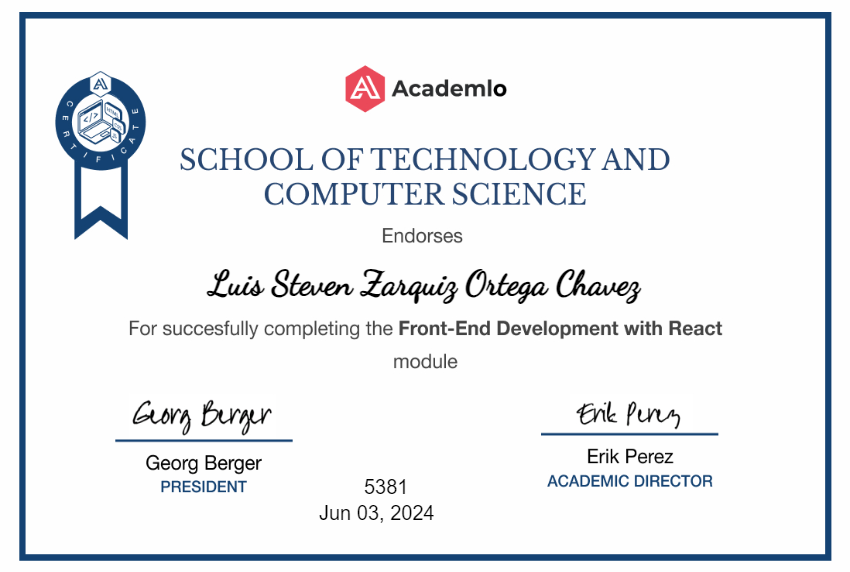 Academlo
CERTIFICATE
</>
SCHOOL OF TECHNOLOGY AND
COMPUTER SCIENCE
Endorses
Luis Steven Zarquiz Ortega Chavez
For succesfully completing the Front-End Development with React
module
Georg Berger
Erik Perez
Georg Berger
Erik Perez
PRESIDENT
ACADEMIC DIRECTOR
5381
Jun 03, 2024